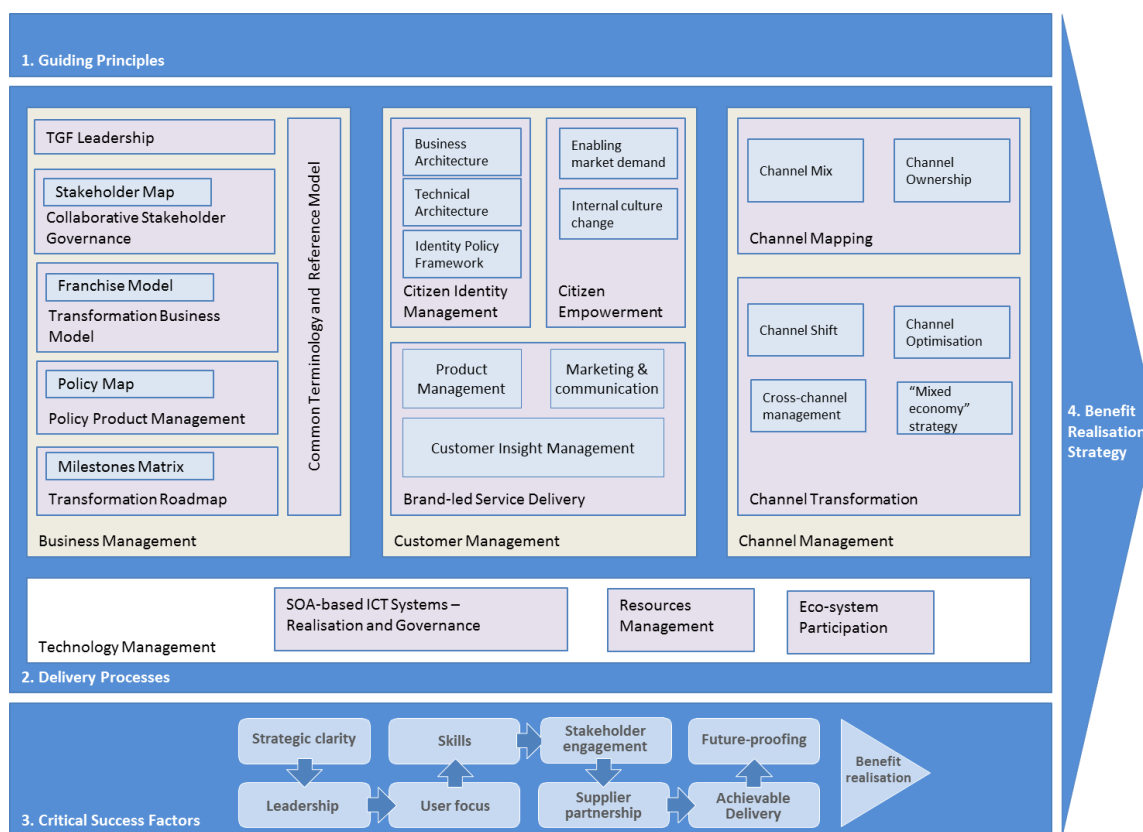 1. Guiding Principles
TGF Leadership
Stakeholder Map
Collaborative Stakeholder
Governance
Franchise Model
Transformation Business
Model
Policy Map
Policy Product Management
Milestones Matrix
Transformation Roadmap
Common Terminology and Reference Model
Business Management
Business
Architecture
Technical
Architecture
Identity Policy
Framework
Citizen Identity
Management
Enabling
market demand
Internal culture
change
Citizen
Empowerment
Product
Management
Marketing &
communication
Customer Insight Management
Brand-led Service Delivery
Customer Management
Channel Mix
Channel
Ownership
Channel Mapping
Channel Shift
Channel
Optimisation
Cross-channel
management
“Mixed
economy”
strategy
Channel Transformation
Channel Management
SOA-based ICT Systems –
Realisation and Governance
Resources
Management
Eco-system
Participation
Technology Management
2. Delivery Processes
Strategic clarity
Leadership
User focus
Skills
Stakeholder
engagement
Supplier
partnership
Achievable
Delivery
Future-proofing
Benefit
realisation
3. Critical Success Factors
4. Benefit
Realisation
Strategy